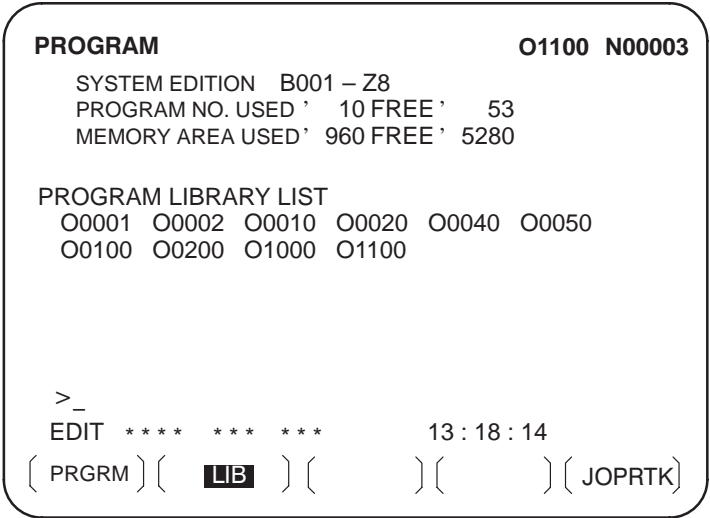 PROGRAM O1100 N00003
SYSTEM EDITION B001 – Z8
PROGRAM NO. USED ’ 10 FREE ’ 53
MEMORY AREA USED ’ 960 FREE ’ 5280
PROGRAM LIBRARY LIST
O0001 O0002 O0010 O0020 O0040 O0050
O0100 O0200 O1000 O1100
>_
EDIT **** *** *** 13 : 18 : 14
[ PRGRM ] [ LIB ] [ ] [ ] [ JOPRTK ]